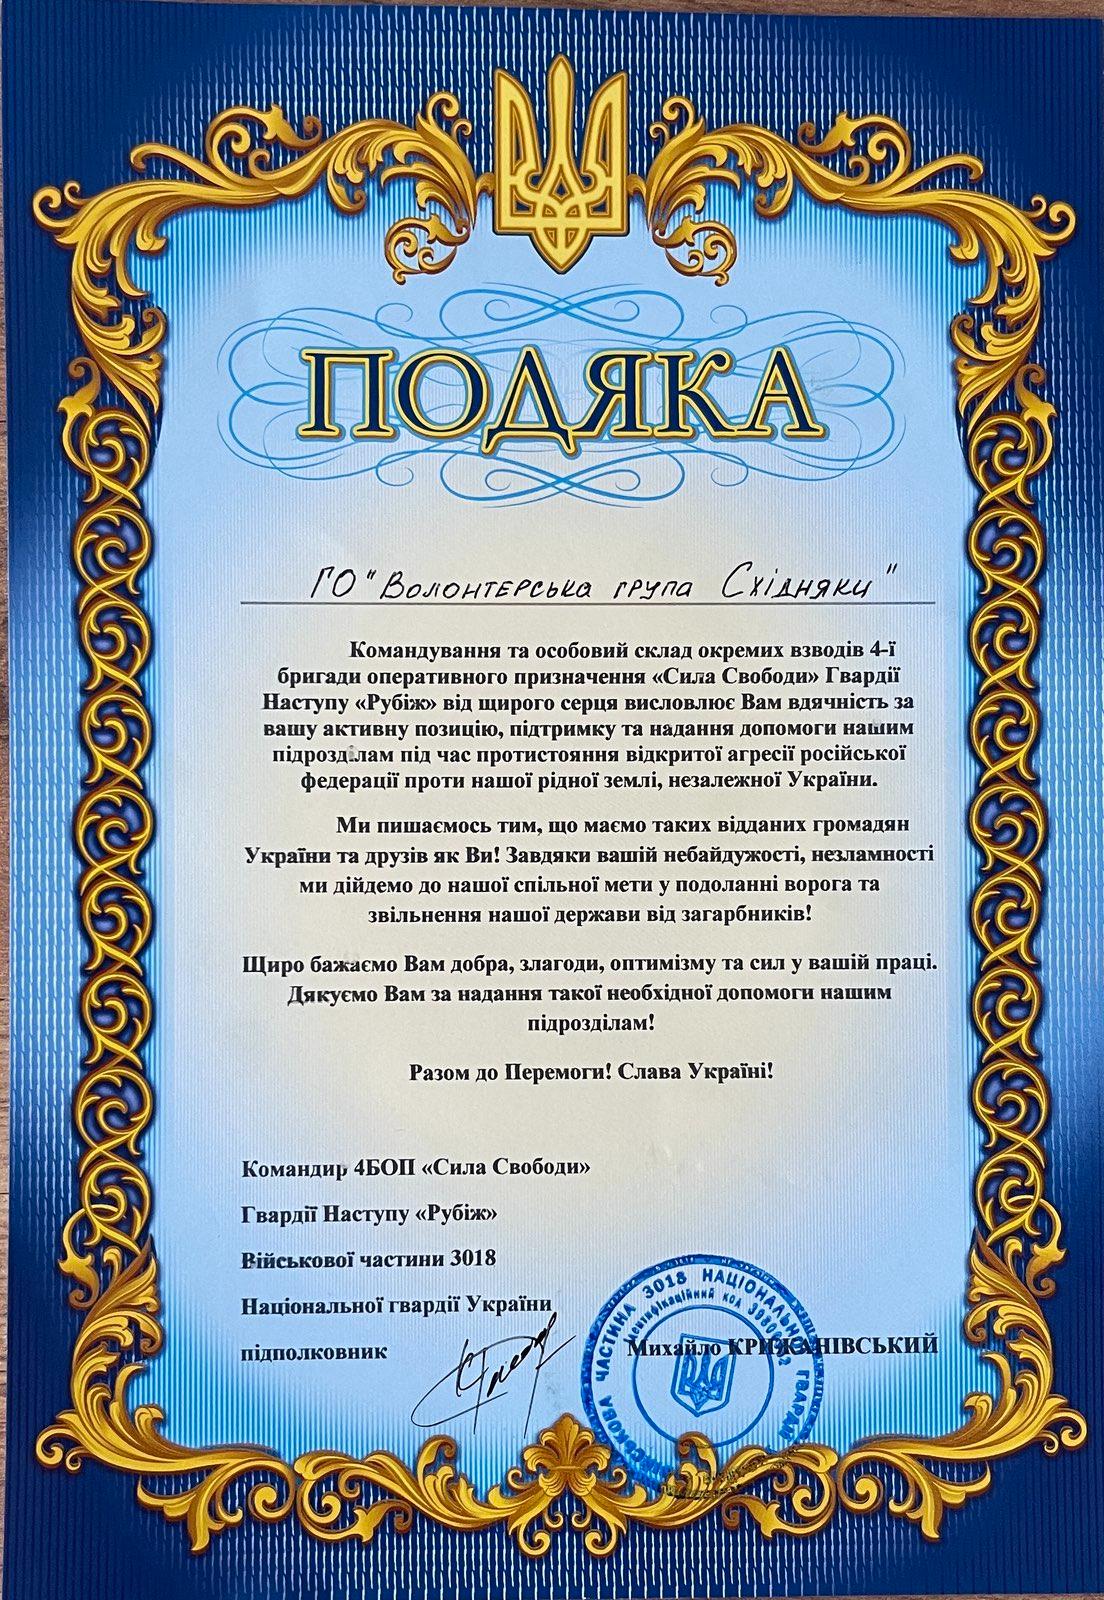 ПОДЯКА
ГО "Волонтерська група Східняки"
Командування та особовий склад окремих взводів 4-ї
бригади оперативного призначення «Сила Свободи» Гвардії
Наступу «Рубіж» від щирого серця висловлює Вам вдячність за
вашу активну позицію, підтримку та надання допомоги нашим
підрозділам під час протистояння відкритої агресії російської
федерації проти нашої рідної землі, незалежної України.
Ми пишаємось тим, що маємо таких відданих громадян
України та друзів як Ви! Завдяки вашій небайдужості, незламності
ми дійдемо до нашої спільної мети у подоланні ворога та
звільнення нашої держави від загарбників!
Щиро бажаємо Вам добра, злагоди, оптимізму та сил у вашій праці.
Дякуємо Вам за надання такої необхідної допомоги нашим
підрозділам!
Разом до Перемоги! Слава Україні!
Командир 4БОП «Сила Свободи»
Гвардії Наступу «Рубіж»
Військової частини 3018
Національної гвардії України
підполковник Михайло КРИЖАНІВСЬКИЙ
ЧАСТИНА 3018 НАЦІОНАЛЬНОЇ ГВАРДІЇ
ідентифікаційний код